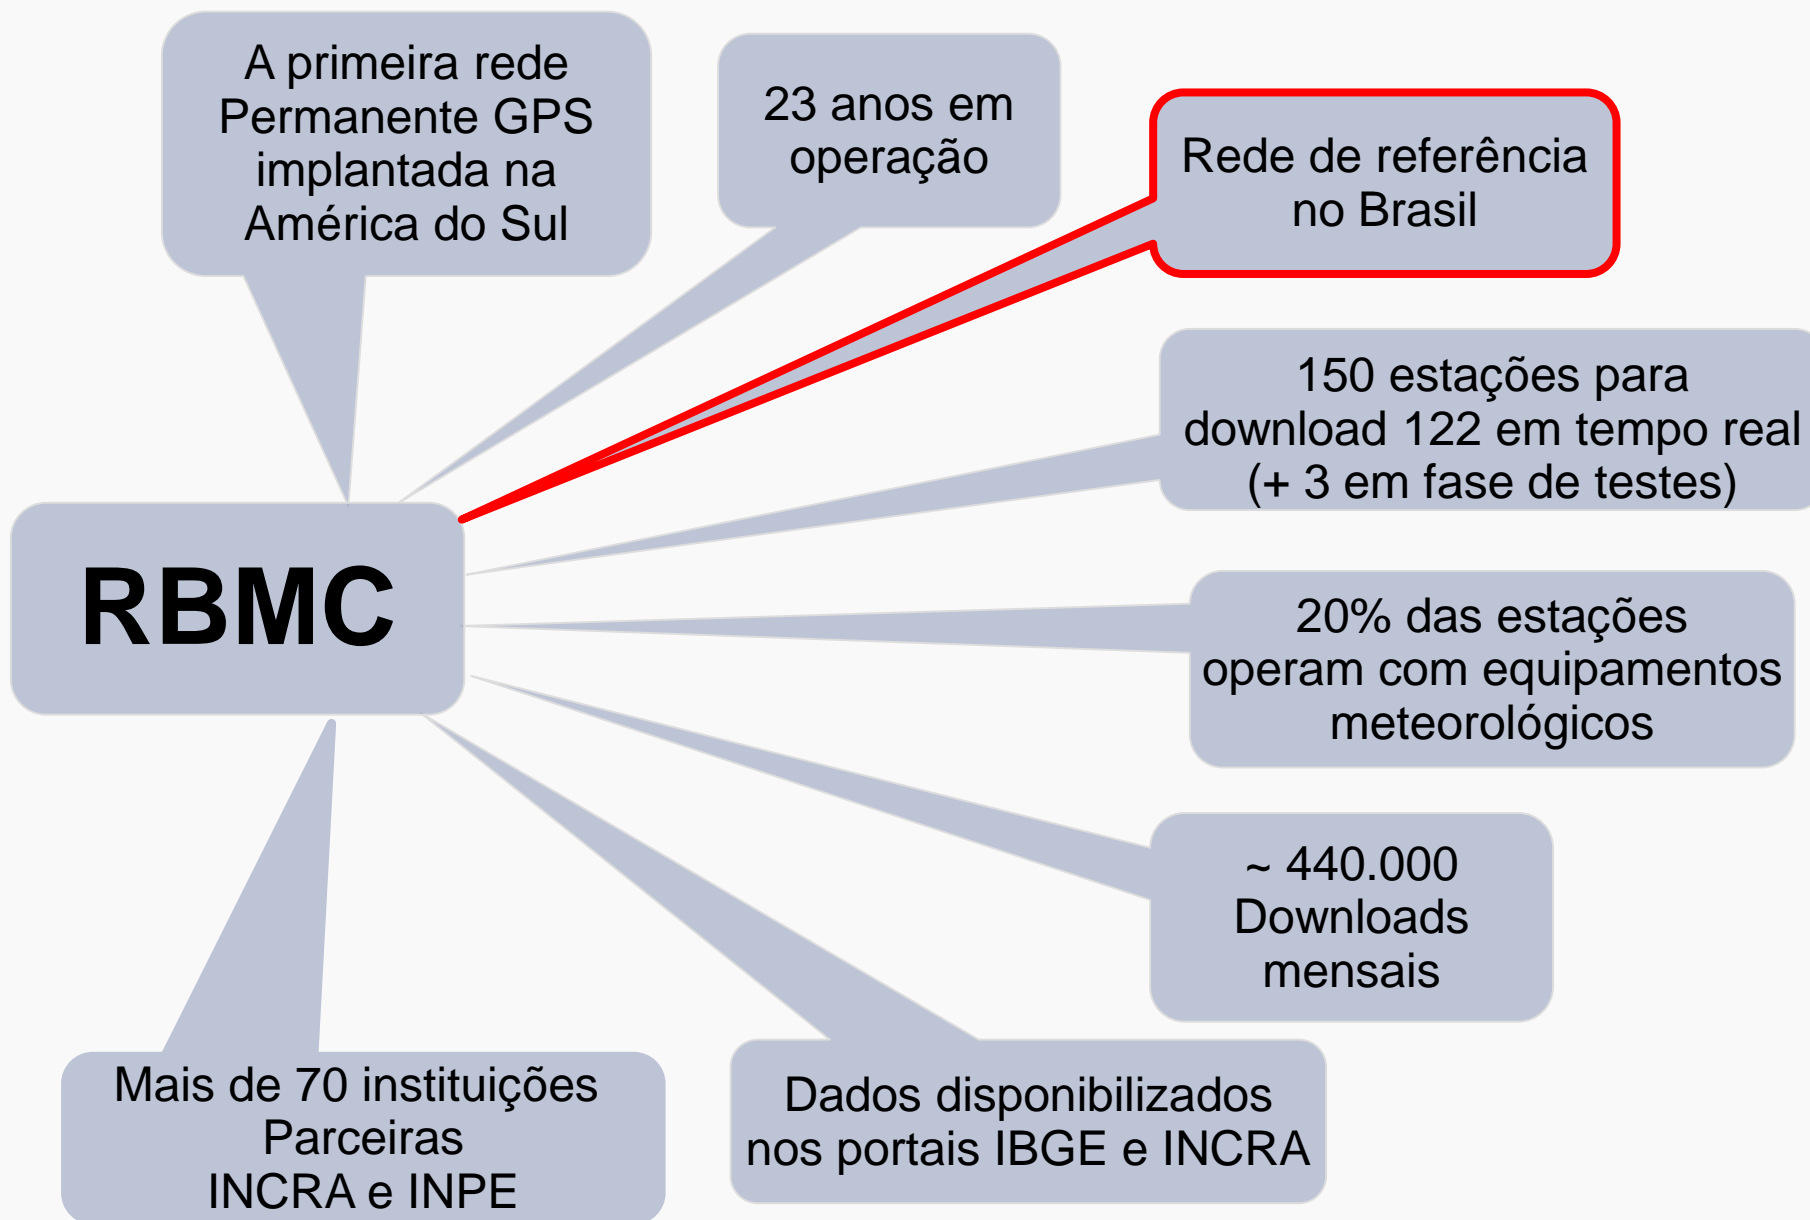 A primeira rede
Permanente GPS
implantada na
América do Sul
23 anos em
operação
Rede de referência
no Brasil
150 estações para
download 122 em tempo real
(+ 3 em fase de testes)
RBMC
20% das estações
operam com equipamentos
meteorológicos
~ 440.000
Downloads
mensais
Mais de 70 instituições
Parceiras
INCRA e INPE
Dados disponibilizados
nos portais IBGE e INCRA